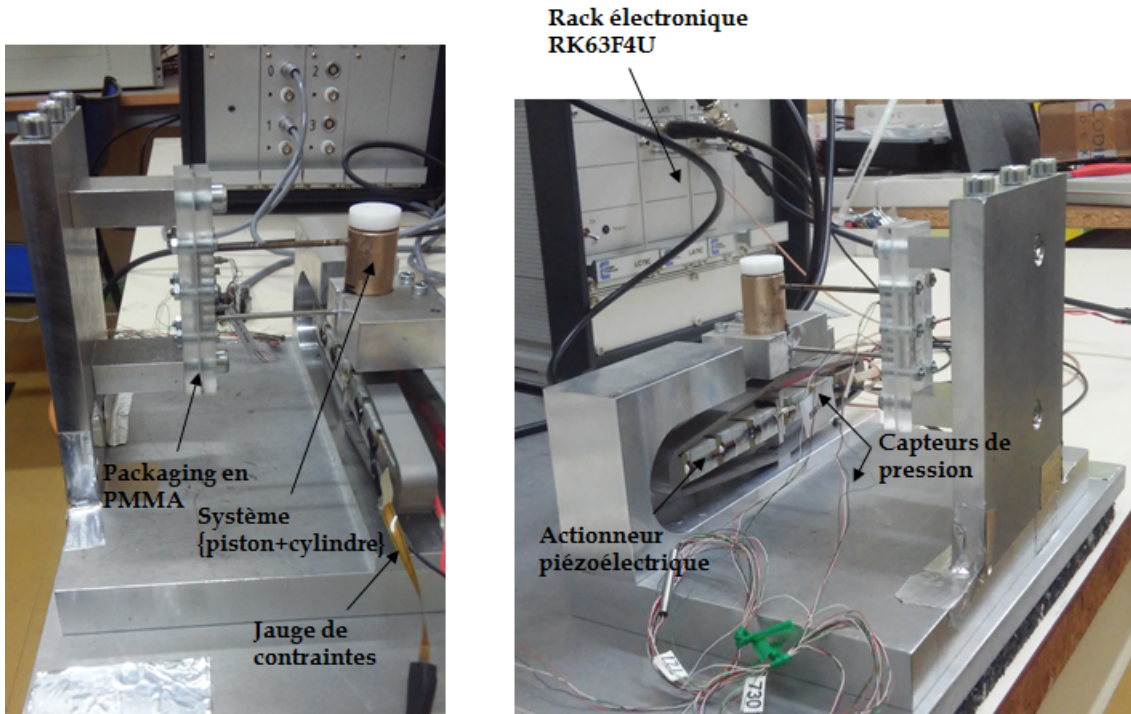 Rack électronique
RK63F4U
0
2
1
3
Packaging en
PMMA
Système
{piston+cylindre}
Jauge de
contraintes
Capteurs de
pression
Actionneur
piézoélectrique
730